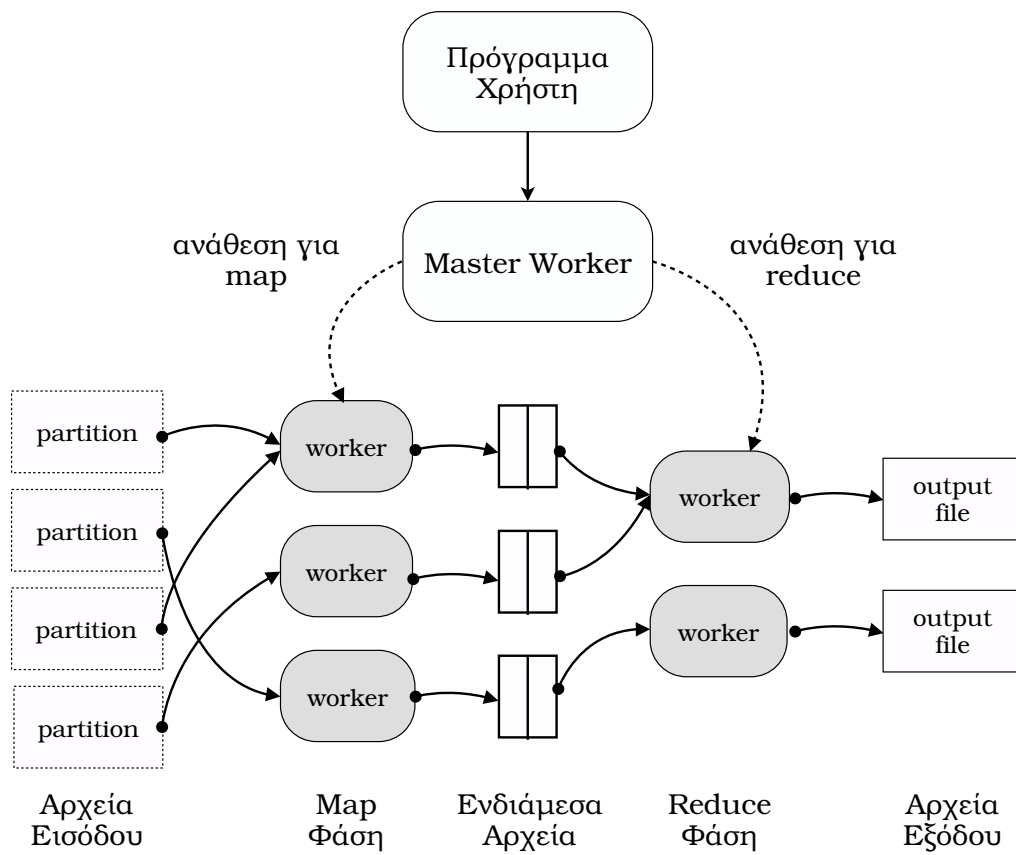 Πρόγραμμα
Χρήστη
ανάθεση για
map
Master Worker
ανάθεση για
reduce
partition
partition
partition
partition
worker
worker
worker
worker
worker
output
file
output
file
Αρχεία
Εισόδου
Map
Φάση
Ενδιάμεσα
Αρχεία
Reduce
Φάση
Αρχεία
Εξόδου